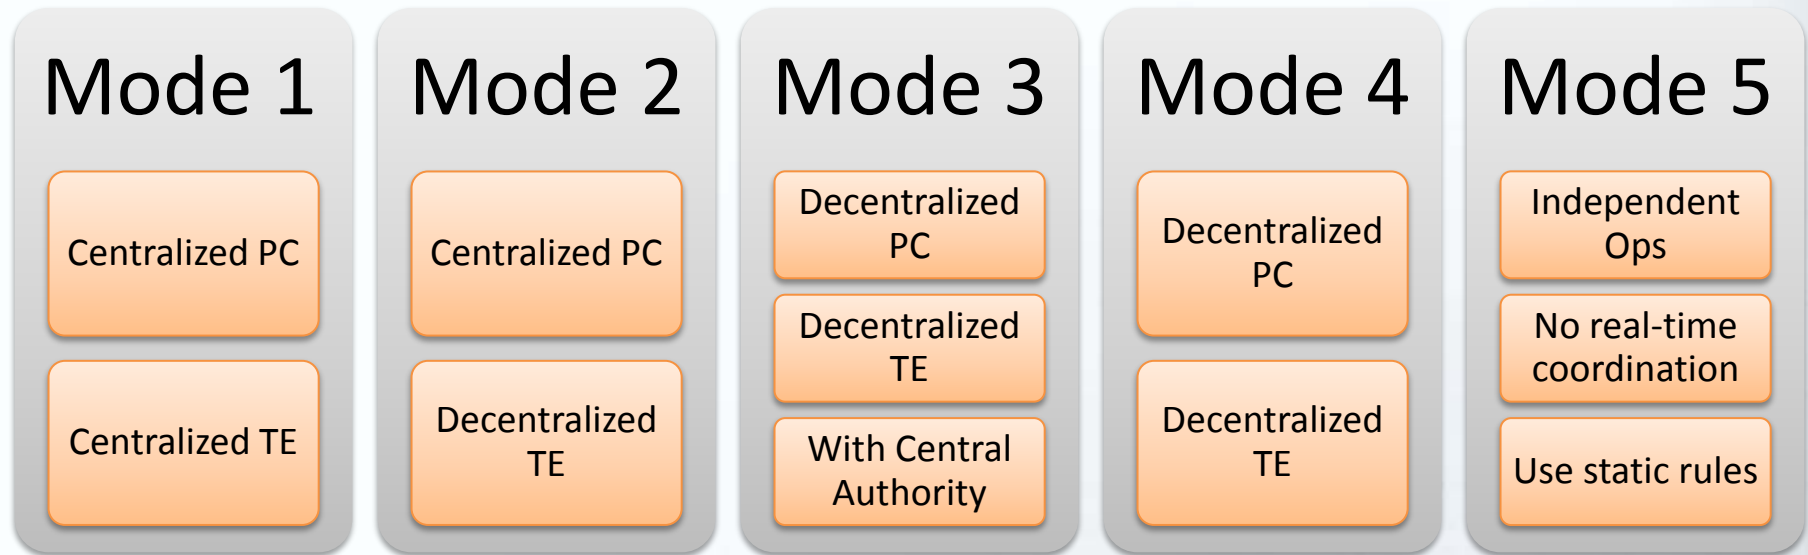 Mode 1
Centralized PC
Centralized TE
Mode 2
Centralized PC
Decentralized
TE
Mode 3
Decentralized
PC
Decentralized
TE
With Central
Authority
Mode 4
Decentralized
PC
Decentralized
TE
Mode 5
Independent
Ops
No real-time
coordination
Use static rules